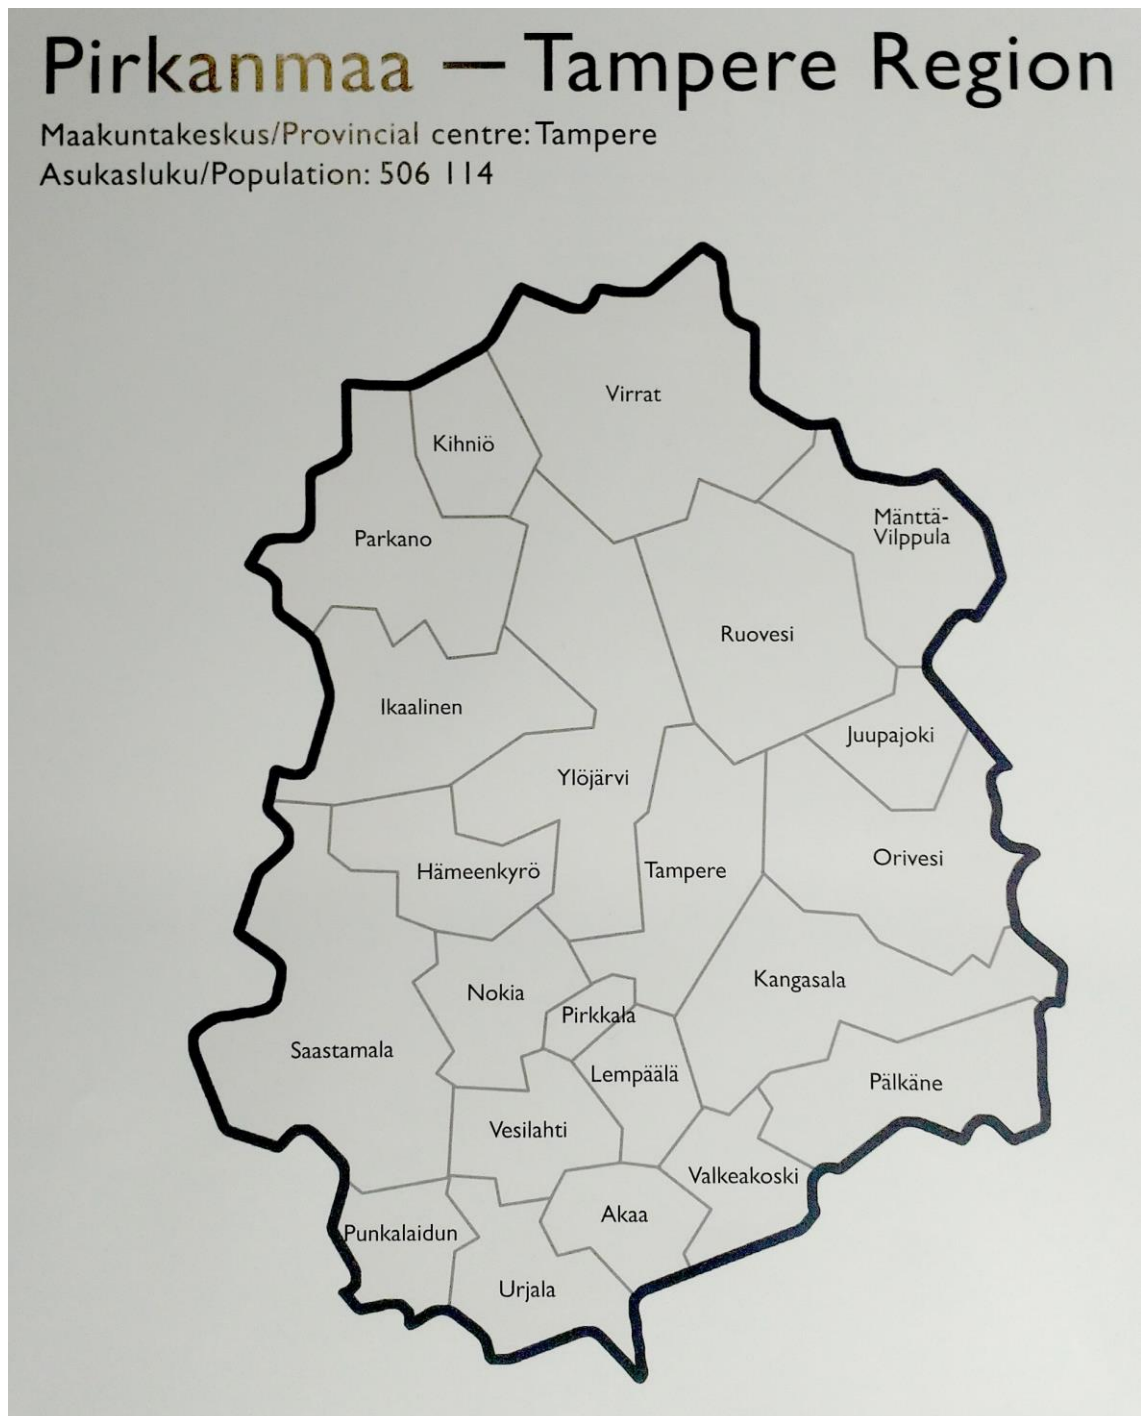 Pirkanmaa — Tampere Region
Maakuntakeskus/Provincial centre: Tampere
Asukasluku/Population: 506 114
Virrat
Kihniö
Mänttä-
Vilppula
Parkano
Ruovesi
Ikaalinen
Juupajoki
Ylöjärvi
Orivesi
Hämeenkyrö
Tampere
Kangasala
Nokia
Pirkkala
Saastamala
Lempäälä
Pälkäne
Vesilahti
Valkeakoski
Akaa
Punkalaidun
Urjala